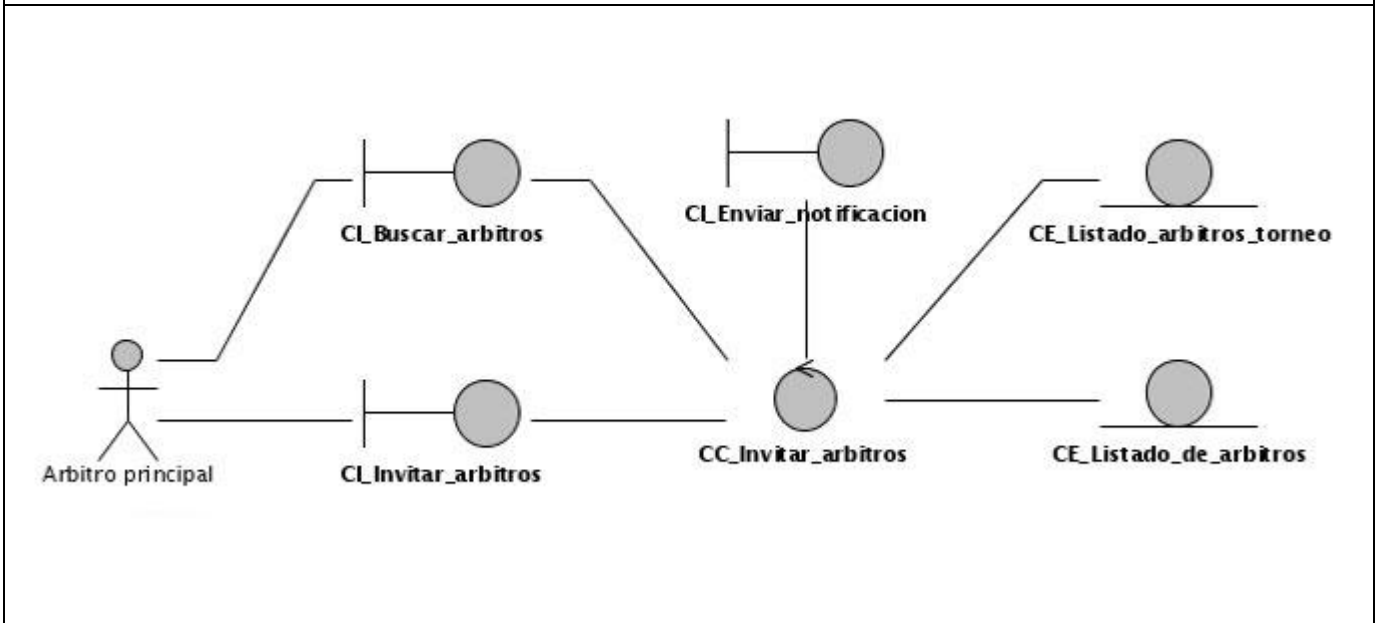 CI_Buscar_arbitros
CI_Enviar_notificacion
CE_Listado_arbitros_torneo
Arbitro principal
CI_Invitar_arbitros
CC_Invitar_arbitros
CE_Listado_de_arbitros